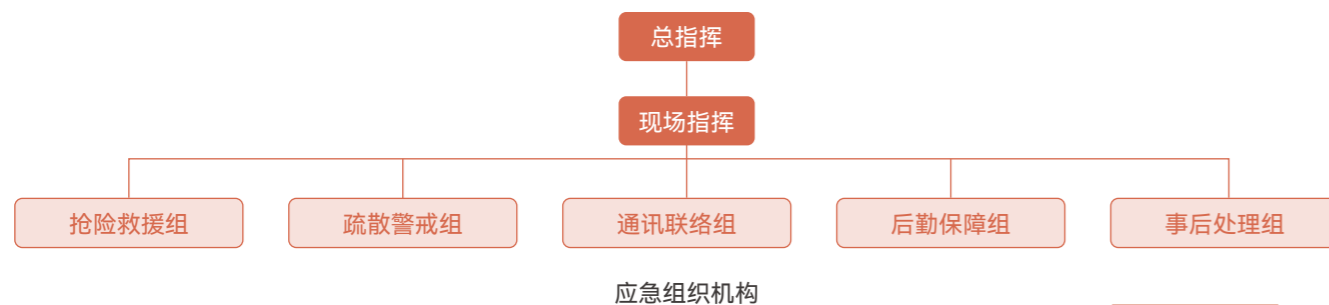 总指挥
现场指挥
抢险救援组
疏散警戒组
通讯联络组
后勤保障组
事后处理组
应急组织机构